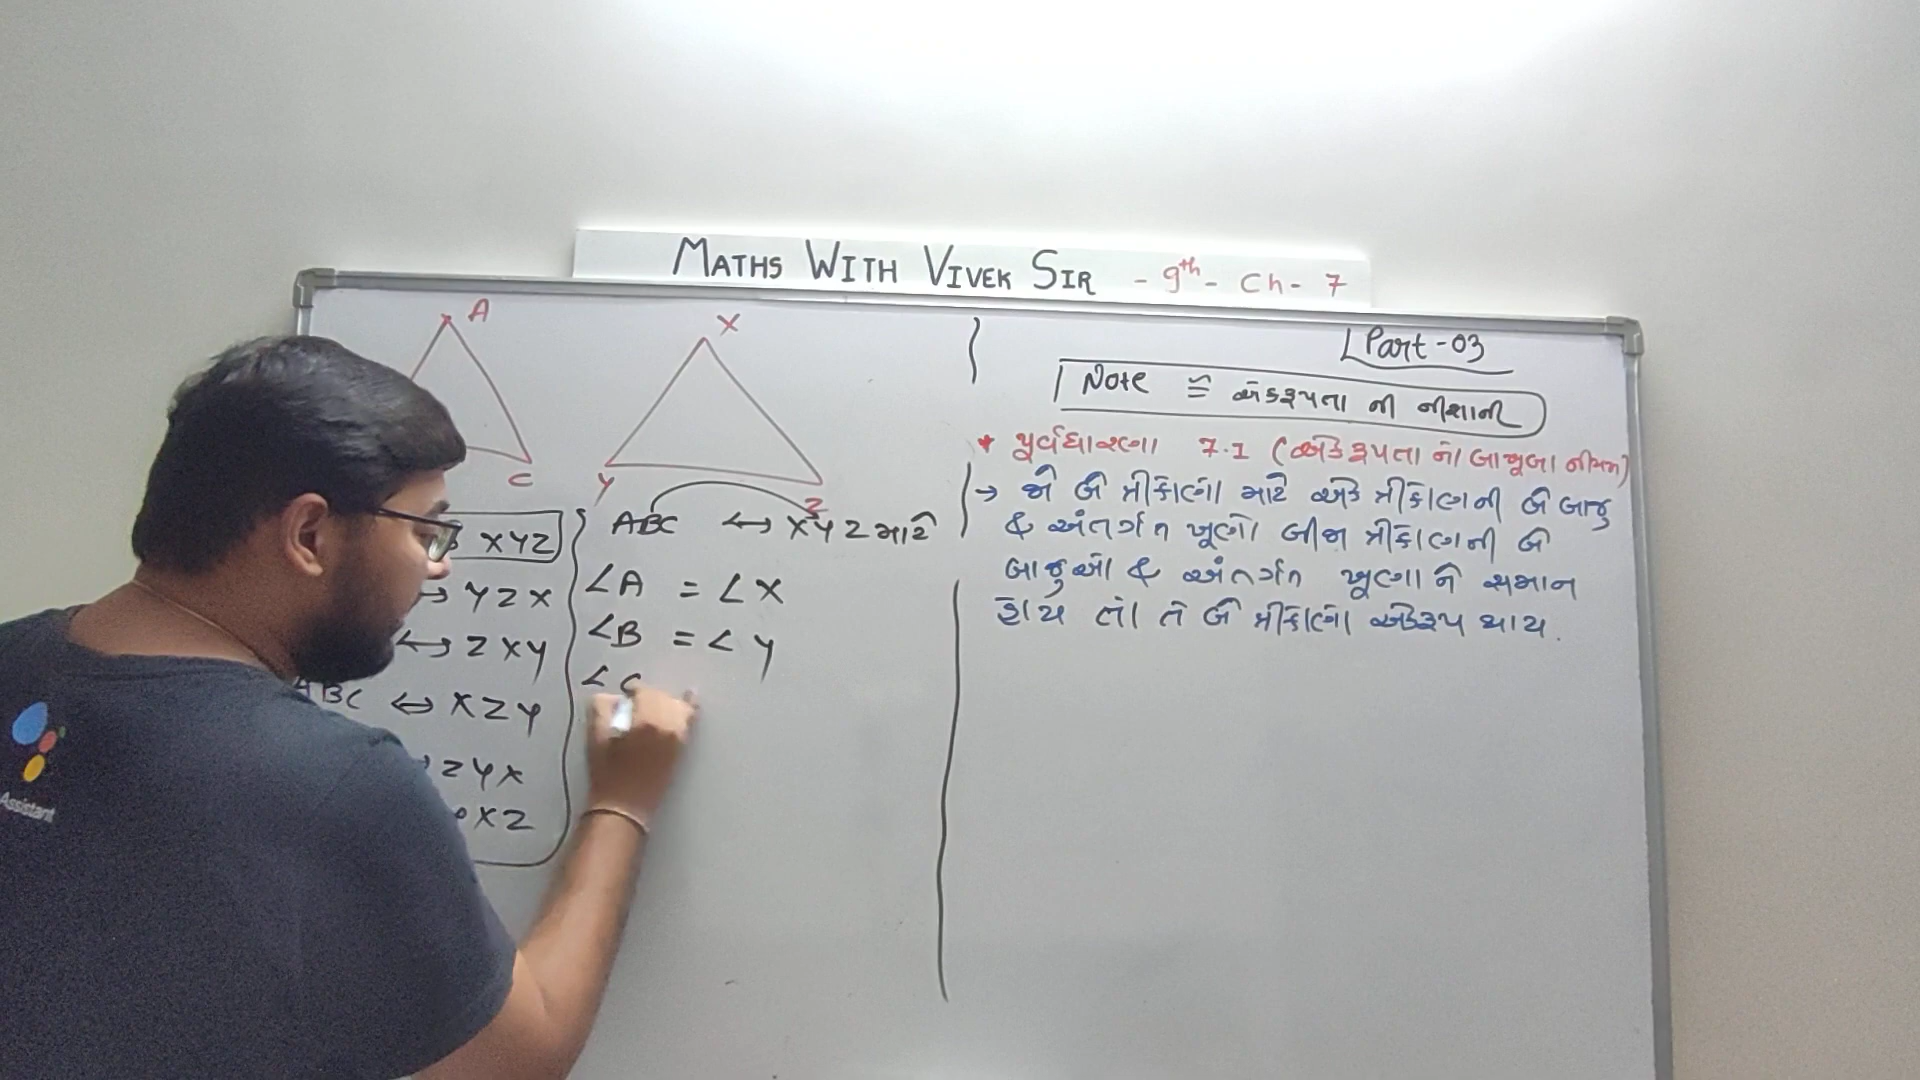 MATHS WITH VIVEK SIR - 9th - Ch - 7
A
C
X
Y
Z
XYZ
YZX
↔ ZXY
ABC ↔ XZY
ZYX
XZ
ABC ↔ XYZ માટે
∠A = ∠X
∠B = ∠Y
∠C
Part-03
Note ≅ એકરૂપતા ની નીશાની
* પૂર્વધારણા 7.1 (એકરૂપતા નો બાખૂબા નીયમ)
→ જો બે ત્રીકોણો માટે એક ત્રીકોણની બે બાજુ
& અંતર્ગત ખૂણો બીજા ત્રીકોણની બે
બાજુઓ & અંતર્ગત ખૂણા ને સમાન
હોય તો તે બે ત્રીકોણો એકરૂપ થાય.
Assistant